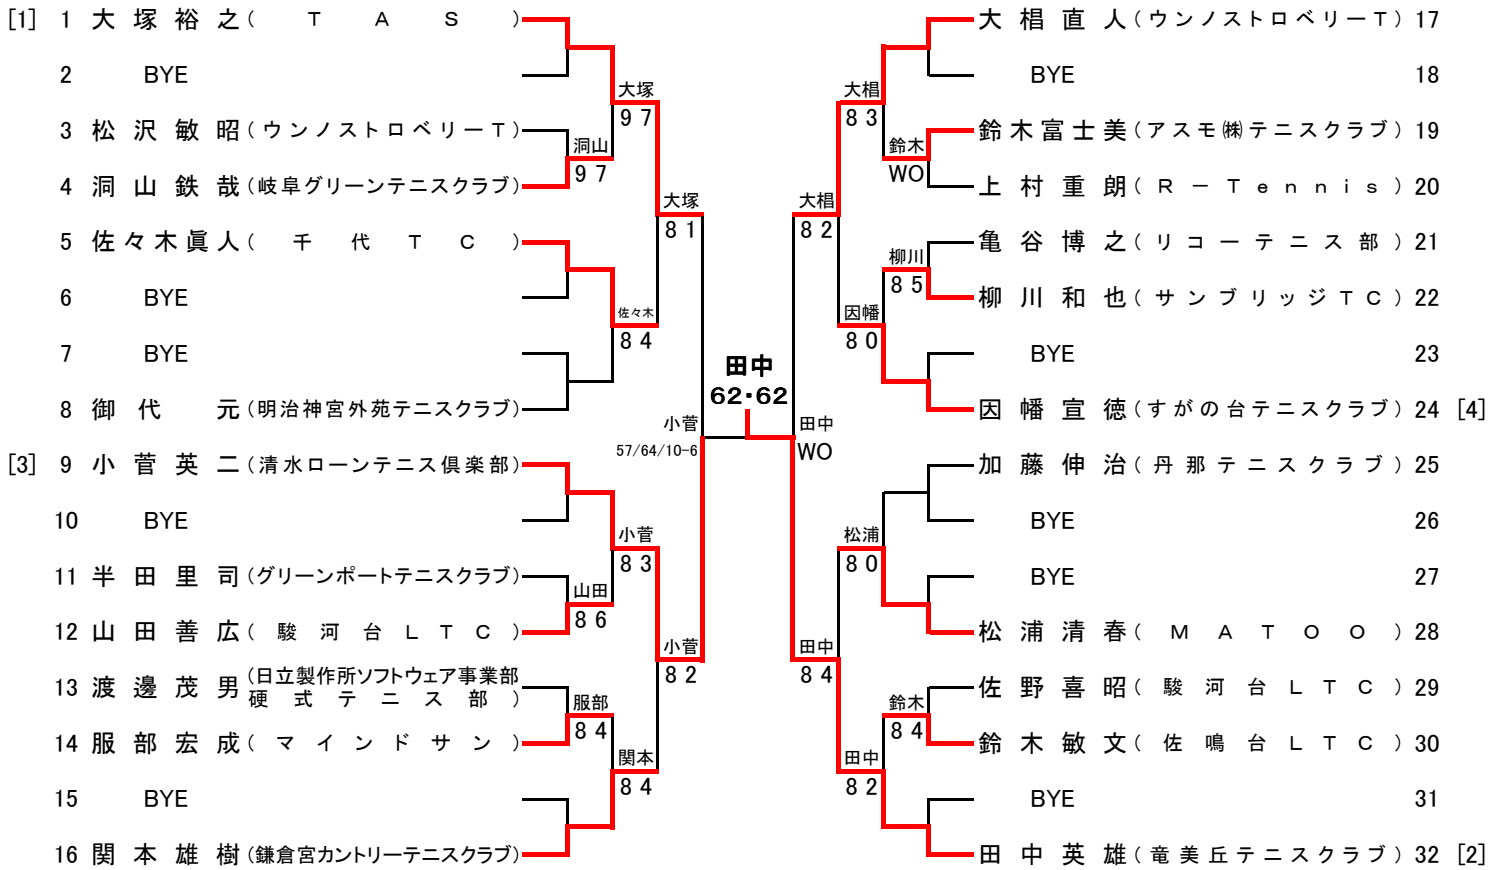 [1] 1 大塚裕之(TAS)
2 BYE
3 松沢敏昭(ウンノストロベリーT)
4 洞山鉄哉(岐阜グリーンテニスクラブ)
5 佐々木眞人(千代TC)
6 BYE
7 BYE
8 御代元(明治神宮外苑テニスクラブ)
[3] 9 小菅英二(清水ローンテニス倶楽部)
10 BYE
11 半田里司(グリーンポートテニスクラブ)
12 山田善広(駿河台LTC)
13 渡邊茂男(日立製作所ソフトウェア事業部
硬式テニス部)
14 服部宏成(マインドサン)
15 BYE
16 関本雄樹(鎌倉宮カントリーテニスクラブ)
洞山
97
山田
86
服部
84
大塚
97
佐々木
84
小菅
83
関本
84
大塚
81
小菅
82
小菅
57/64/10-6
田中
62・62
田中
WO
大椙
82
田中
84
大椙
83
因幡
80
松浦
80
田中
82
鈴木
WO
柳川
85
鈴木
84
大椙直人(ウンノストロベリーT) 17
BYE 18
鈴木富士美(アスモ㈱テニスクラブ) 19
上村重朗(R-Tennis) 20
亀谷博之(リコーテニス部) 21
柳川和也(サンブリッジTC) 22
BYE 23
因幡宣徳(すがの台テニスクラブ) 24 [4]
加藤伸治(丹那テニスクラブ) 25
BYE 26
BYE 27
松浦清春(MATOO) 28
佐野喜昭(駿河台LTC) 29
鈴木敏文(佐鳴台LTC) 30
BYE 31
田中英雄(竜美丘テニスクラブ) 32 [2]